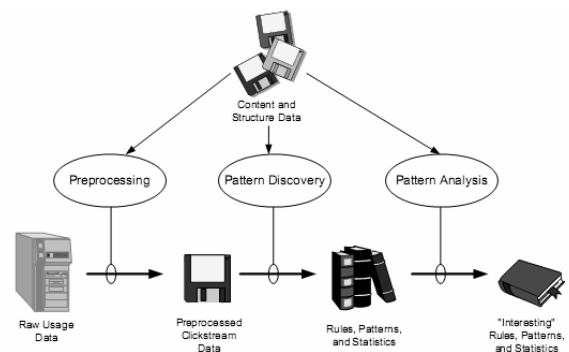 Content and
Structure Data
Preprocessing
Pattern Discovery
Pattern Analysis
Raw Usage
Data
Preprocessed
Clickstream
Data
Rules, Patterns,
and Statistics
"Interesting"
Rules, Patterns,
and Statistics